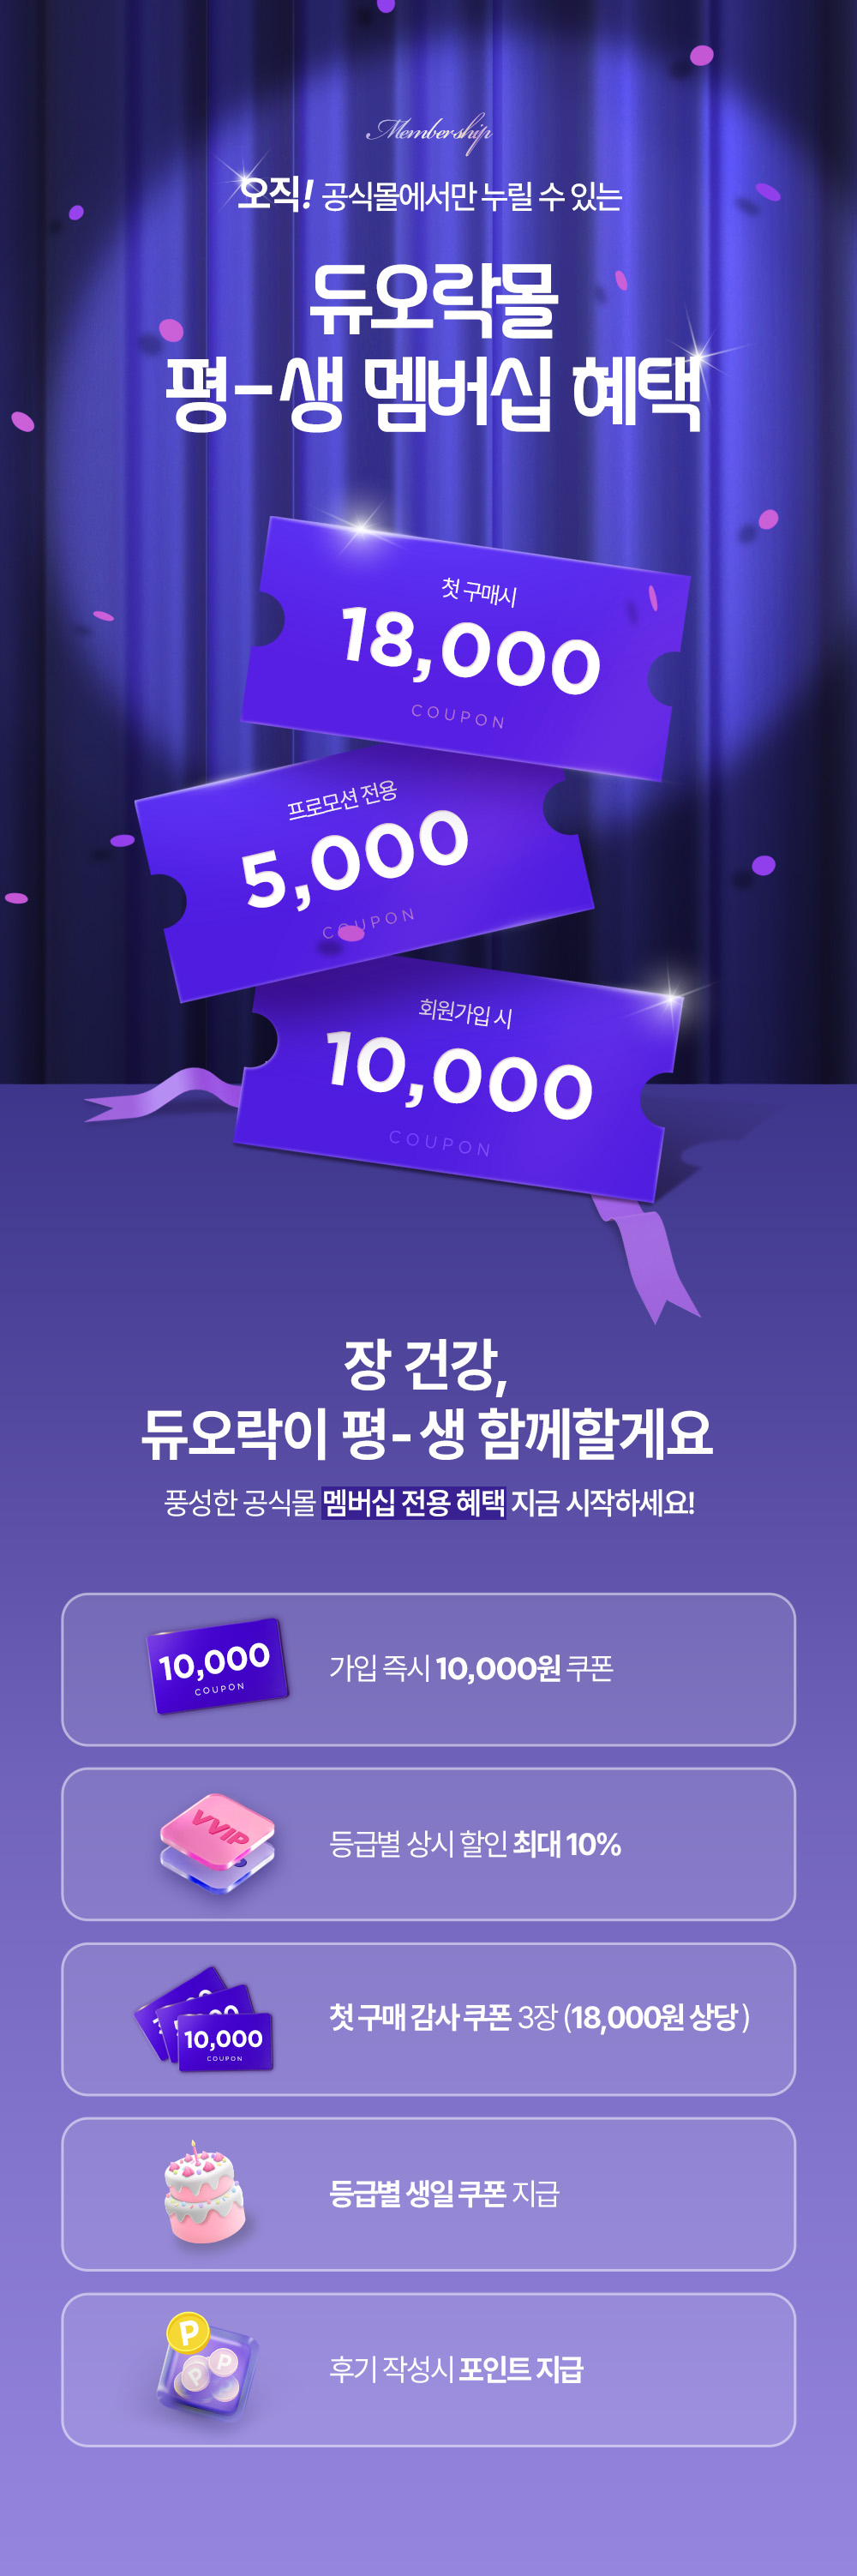 Membership
오직! 공식몰에서만 누릴 수 있는
듀오락몰
평-생 멤버십 혜택
첫 구매시
18,000
COUPON
프로모션 전용
5,000
COUPON
회원가입 시
10,000
COUPON
장 건강,
듀오락이 평-생 함께할게요
풍성한 공식몰 멤버십 전용 혜택 지금 시작하세요!
10,000
COUPON
가입 즉시 10,000원 쿠폰
VVIP
등급별 상시 할인 최대 10%
10,000
COUPON
첫 구매 감사 쿠폰 3장 (18,000원 상당)
등급별 생일 쿠폰 지급
P
P
P
후기 작성시 포인트 지급